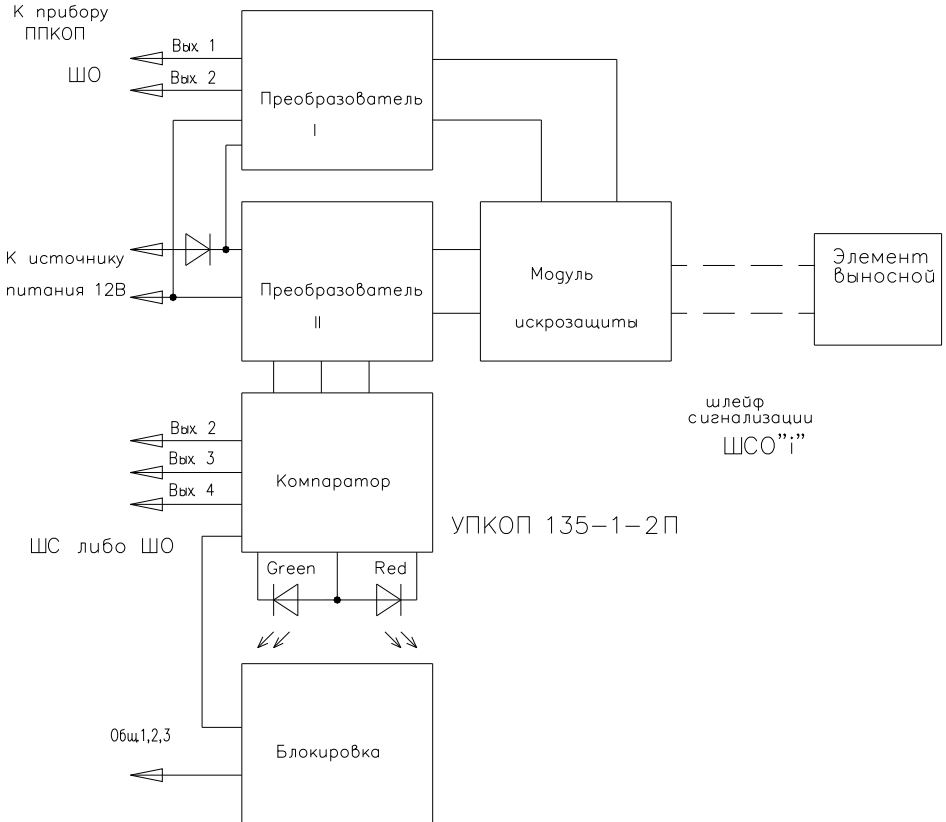 К прибору
ППКОП
Вых. 1
ШО
Вых. 2
Преобразователь
I
К источнику
питания 12В
Преобразователь
II
Модуль
искрозащиты
Элемент
выносной
шлейф
сигнализации
ШСО"i"
Вых. 2
Вых. 3
Вых. 4
Компаратор
УПКОП 135-1-2П
ШС либо ШО
Green
Red
Общ.1,2,3
Блокировка